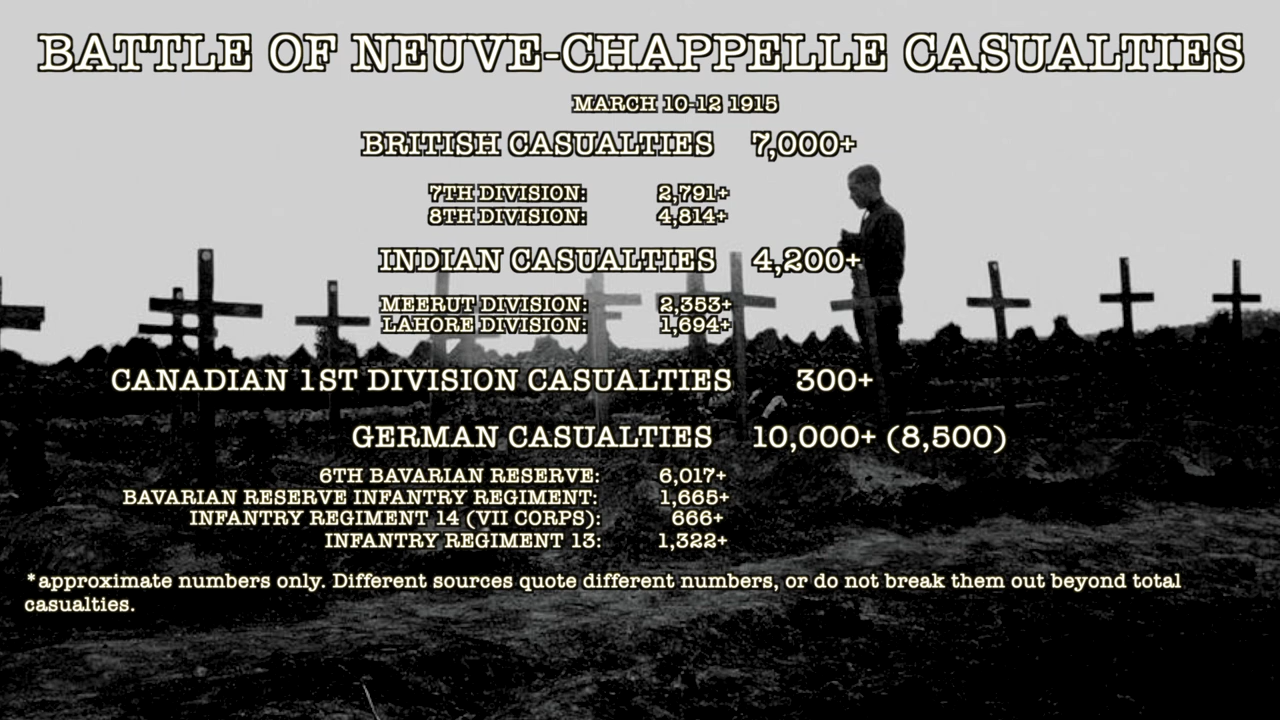 BATTLE OF NEUVE-CHAPPELLE CASUALTIES
MARCH 10-12 1915
BRITISH CASUALTIES 7,000+
7TH DIVISION: 2,791+
8TH DIVISION: 4,814+
INDIAN CASUALTIES 4,200+
MEERUT DIVISION: 2,353+
LAHORE DIVISION: 1,694+
CANADIAN 1ST DIVISION CASUALTIES 300+
GERMAN CASUALTIES 10,000+ (8,500)
6TH BAVARIAN RESERVE: 6,017+
BAVARIAN RESERVE INFANTRY REGIMENT: 1,665+
INFANTRY REGIMENT 14 (VII CORPS): 666+
INFANTRY REGIMENT 13: 1,322+
*approximate numbers only. Different sources quote different numbers, or do not break them out beyond total
casualties.